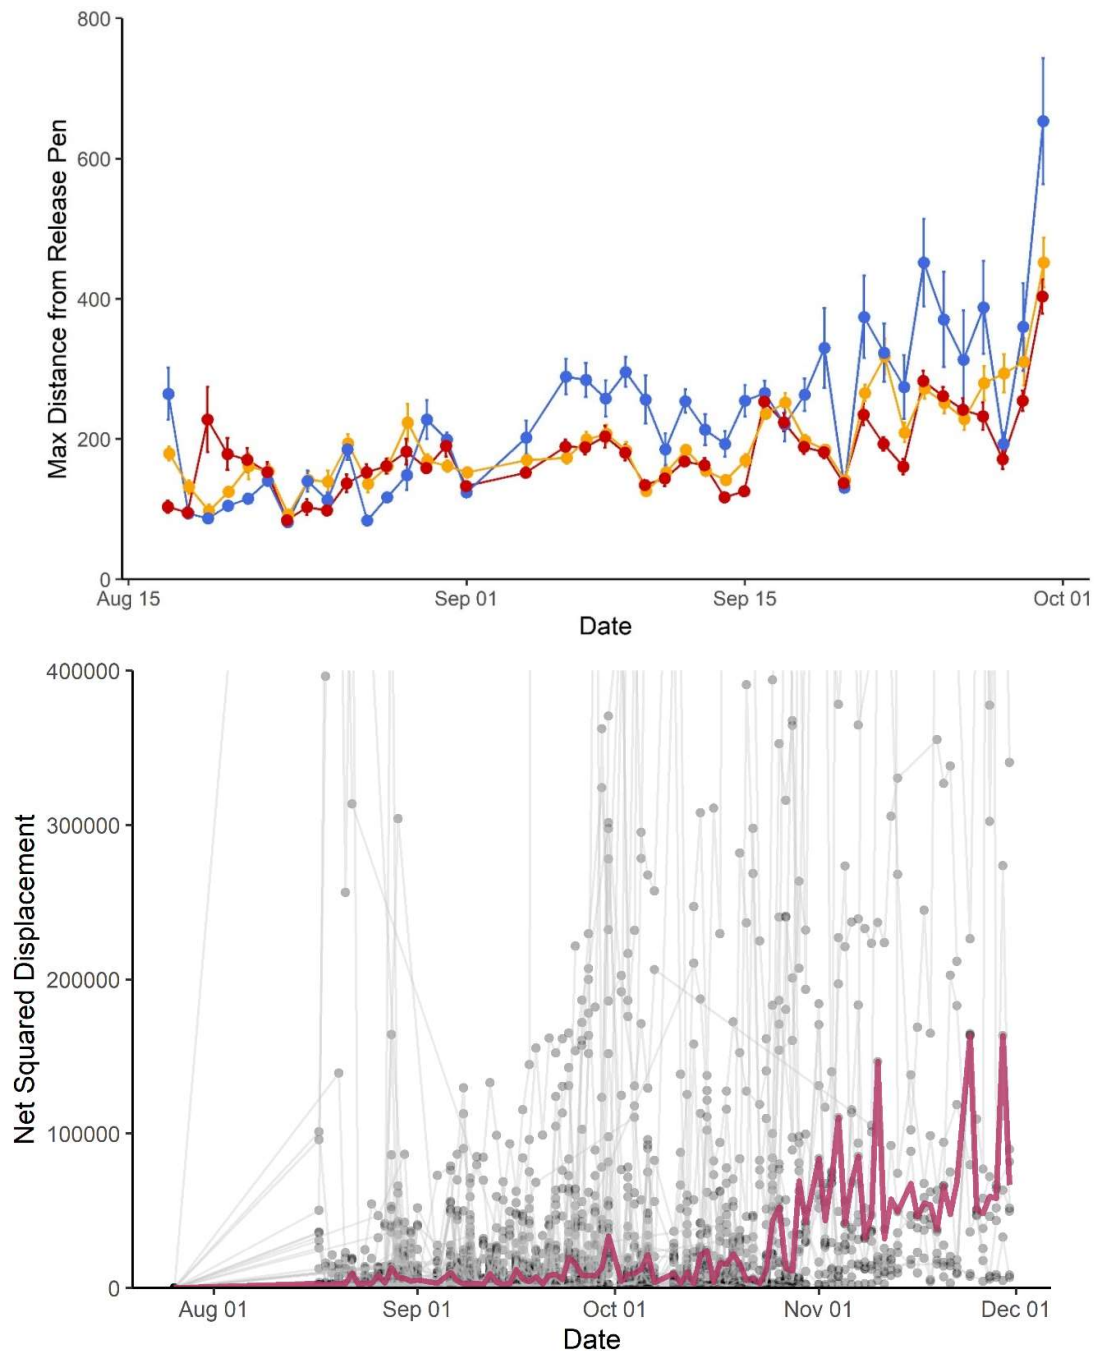 800
600
400
200
0
Max Distance from Release Pen
Aug 15
Sep 01
Sep 15
Oct 01
Date
400000
300000
200000
100000
0
Net Squared Displacement
Aug 01
Sep 01
Oct 01
Nov 01
Dec 01
Date